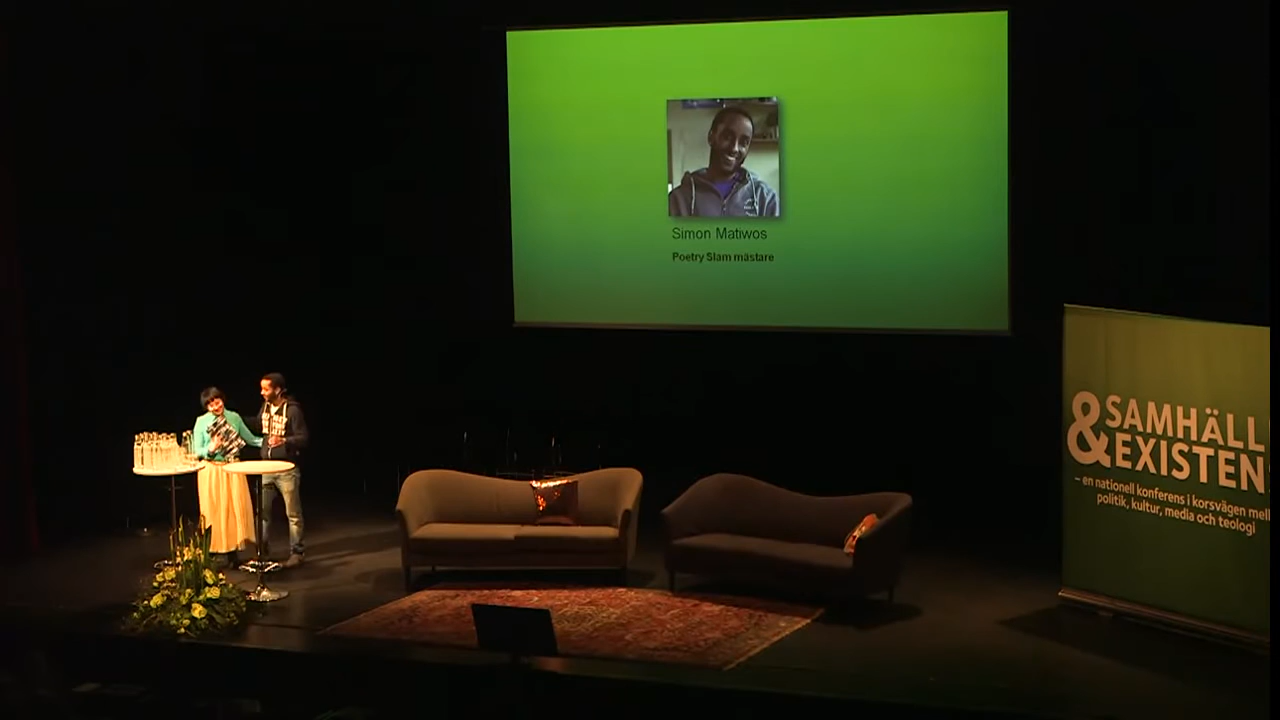 Simon Matiwos
Poetry Slam mästare
&SAMHÄLL
EXISTEN
– en nationell konferens i korsvägen mell
politik, kultur, media och teologi